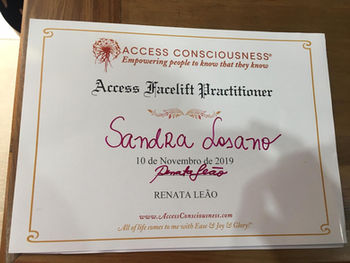 ACCESS CONSCIOUSNESS®
Empowering people to know that they know
Access Facelift Practitioner
Sandra Losano
10 de Novembro de 2019
Renata Leão
RENATA LEÃO
www.AccessConsciousness.com
All of life comes to me with Ease & Joy & Glory!®